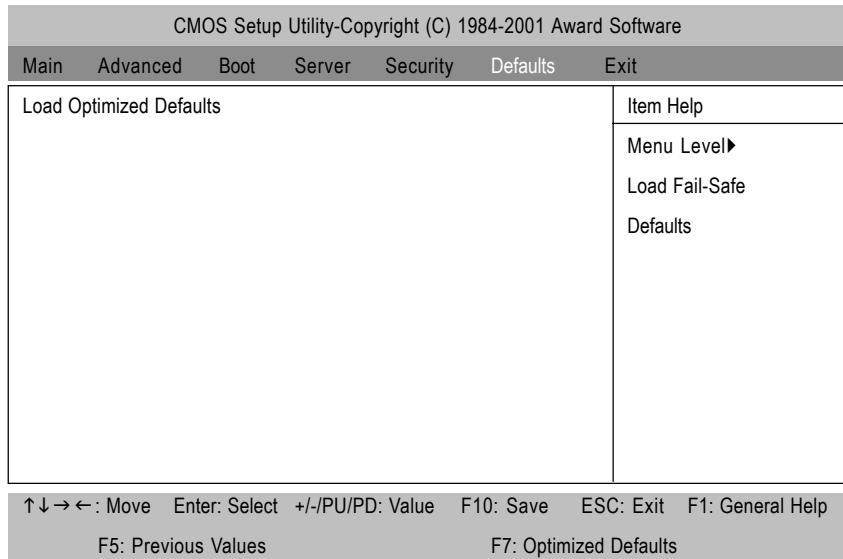 CMOS Setup Utility-Copyright (C) 1984-2001 Award Software
Main Advanced Boot Server Security Defaults Exit
Load Optimized Defaults
Item Help
Menu Level▶
Load Fail-Safe
Defaults
↑↓→←: Move Enter: Select +/-/PU/PD: Value F10: Save ESC: Exit F1: General Help
F5: Previous Values F7: Optimized Defaults